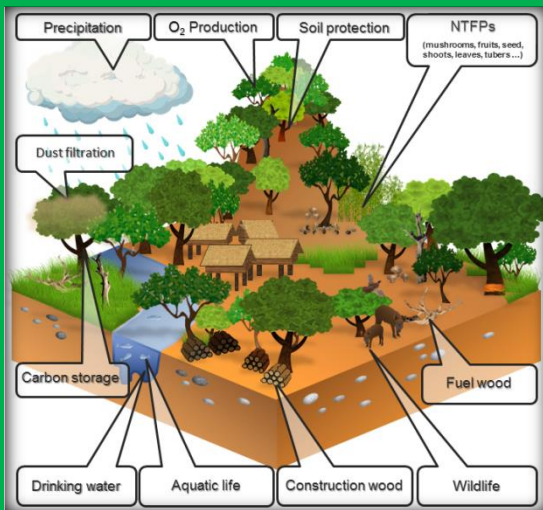 Precipitation
O₂ Production
Soil protection
NTFPs
(mushrooms, fruits, seed,
shoots, leaves, tubers ...)
Dust filtration
Carbon storage
Fuel wood
Drinking water
Aquatic life
Construction wood
Wildlife